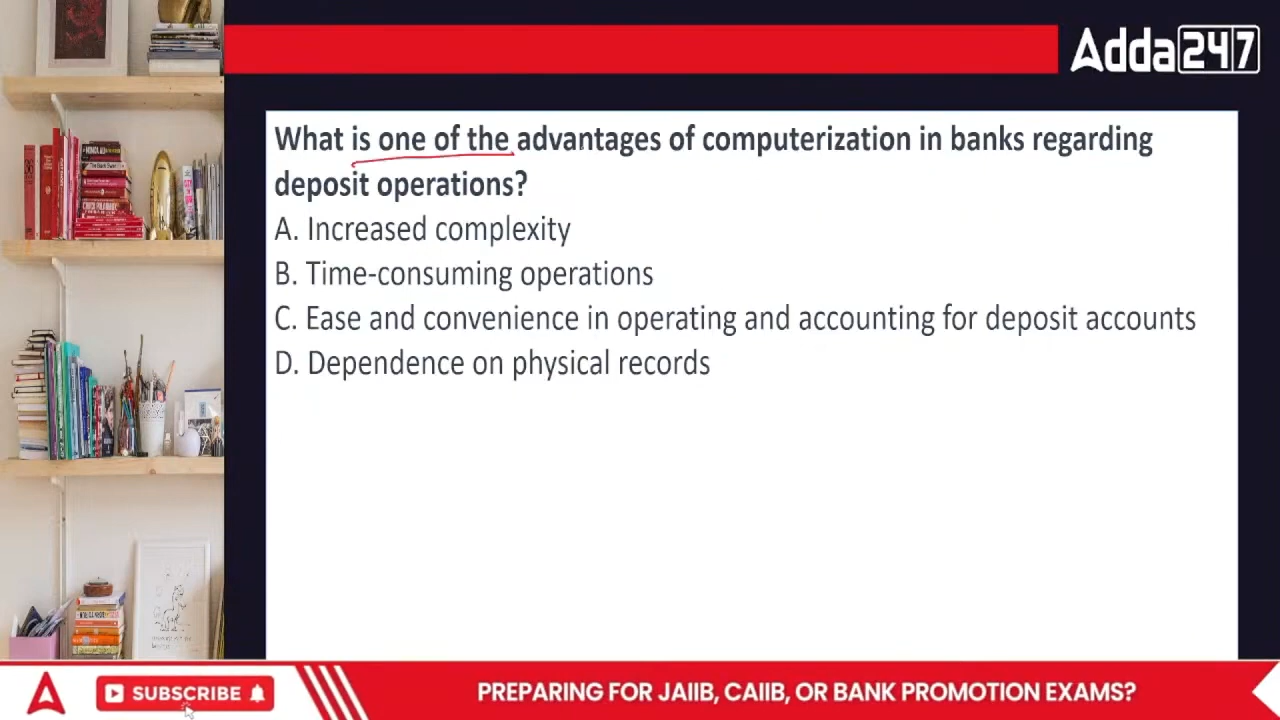 Adda247
What is one of the advantages of computerization in banks regarding
deposit operations?
A. Increased complexity
B. Time-consuming operations
C. Ease and convenience in operating and accounting for deposit accounts
D. Dependence on physical records
SUBSCRIBE
PREPARING FOR JAIIB, CAIIB, OR BANK PROMOTION EXAMS?